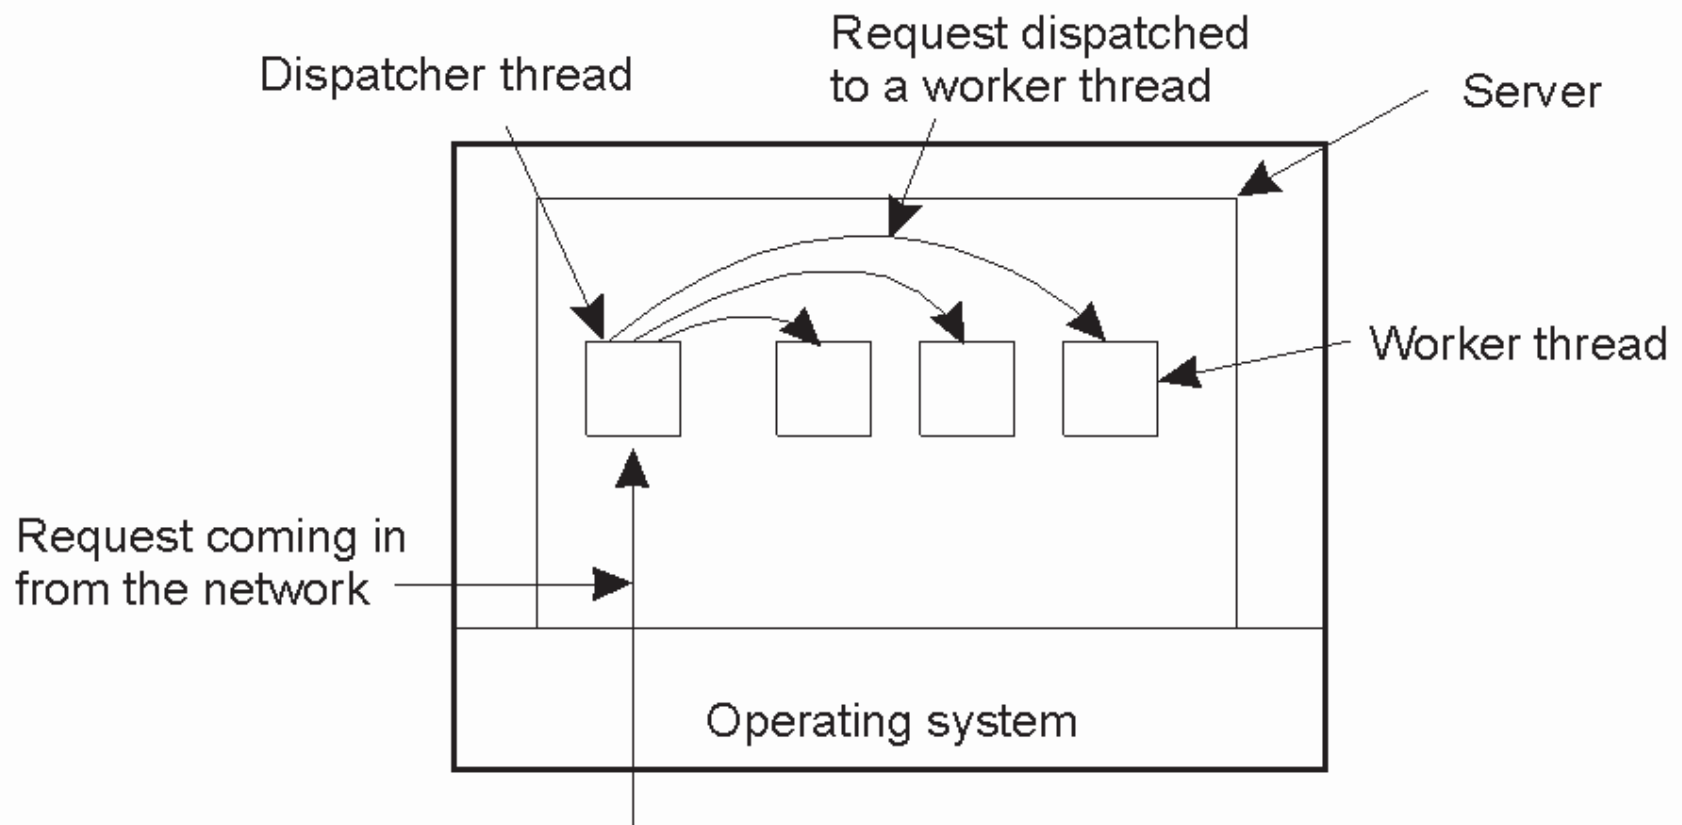 Request dispatched
to a worker thread
Dispatcher thread
Server
Worker thread
Request coming in
from the network
Operating system